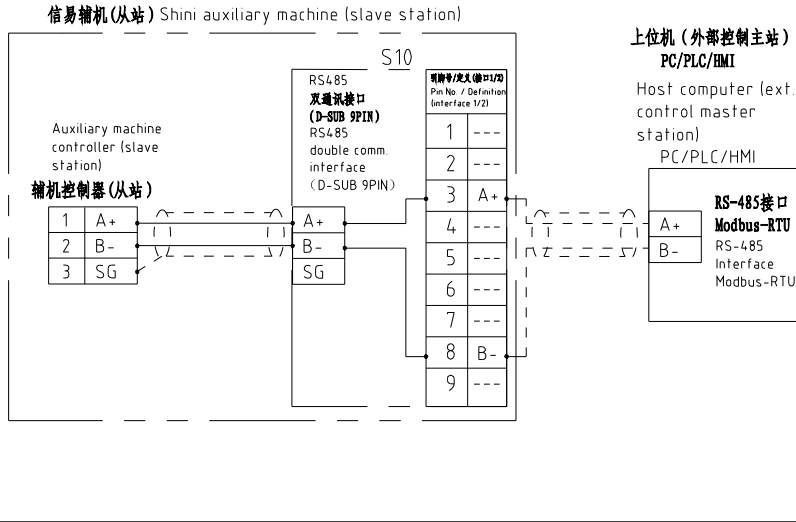 信易辅机(从站) Shini auxiliary machine (slave station)
上位机（外部控制主站）
PC/PLC/HMI
Host computer (ext.
control master
station)
PC/PLC/HMI
S10
RS485
双通讯接口
(D-SUB 9PIN)
RS485
double comm.
interface
（D-SUB 9PIN）
引脚号/定义(接口1/2)
Pin No. / Definition
(interface 1/2)
1 ---
2 ---
3 A+
4 ---
5 ---
6 ---
7 ---
8 B-
9 ---
Auxiliary machine
controller (slave
station)
辅机控制器(从站)
1 A+
2 B-
3 SG
A+
B-
SG
A+
B-
RS-485接口
Modbus-RTU
RS-485
Interface
Modbus-RTU